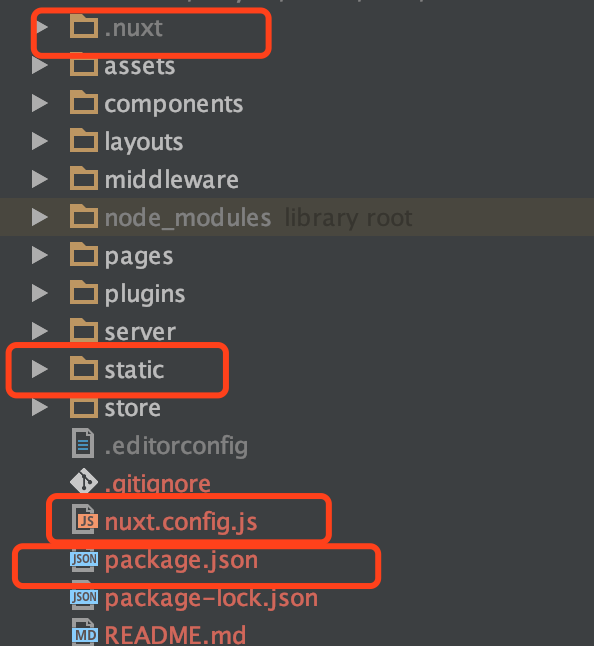 .nuxt
assets
components
layouts
middleware
node_modules library root
pages
plugins
server
static
store
.editorconfig
.gitignore
JS nuxt.config.js
JSON package.json
JSON package-lock.json
MD README.md